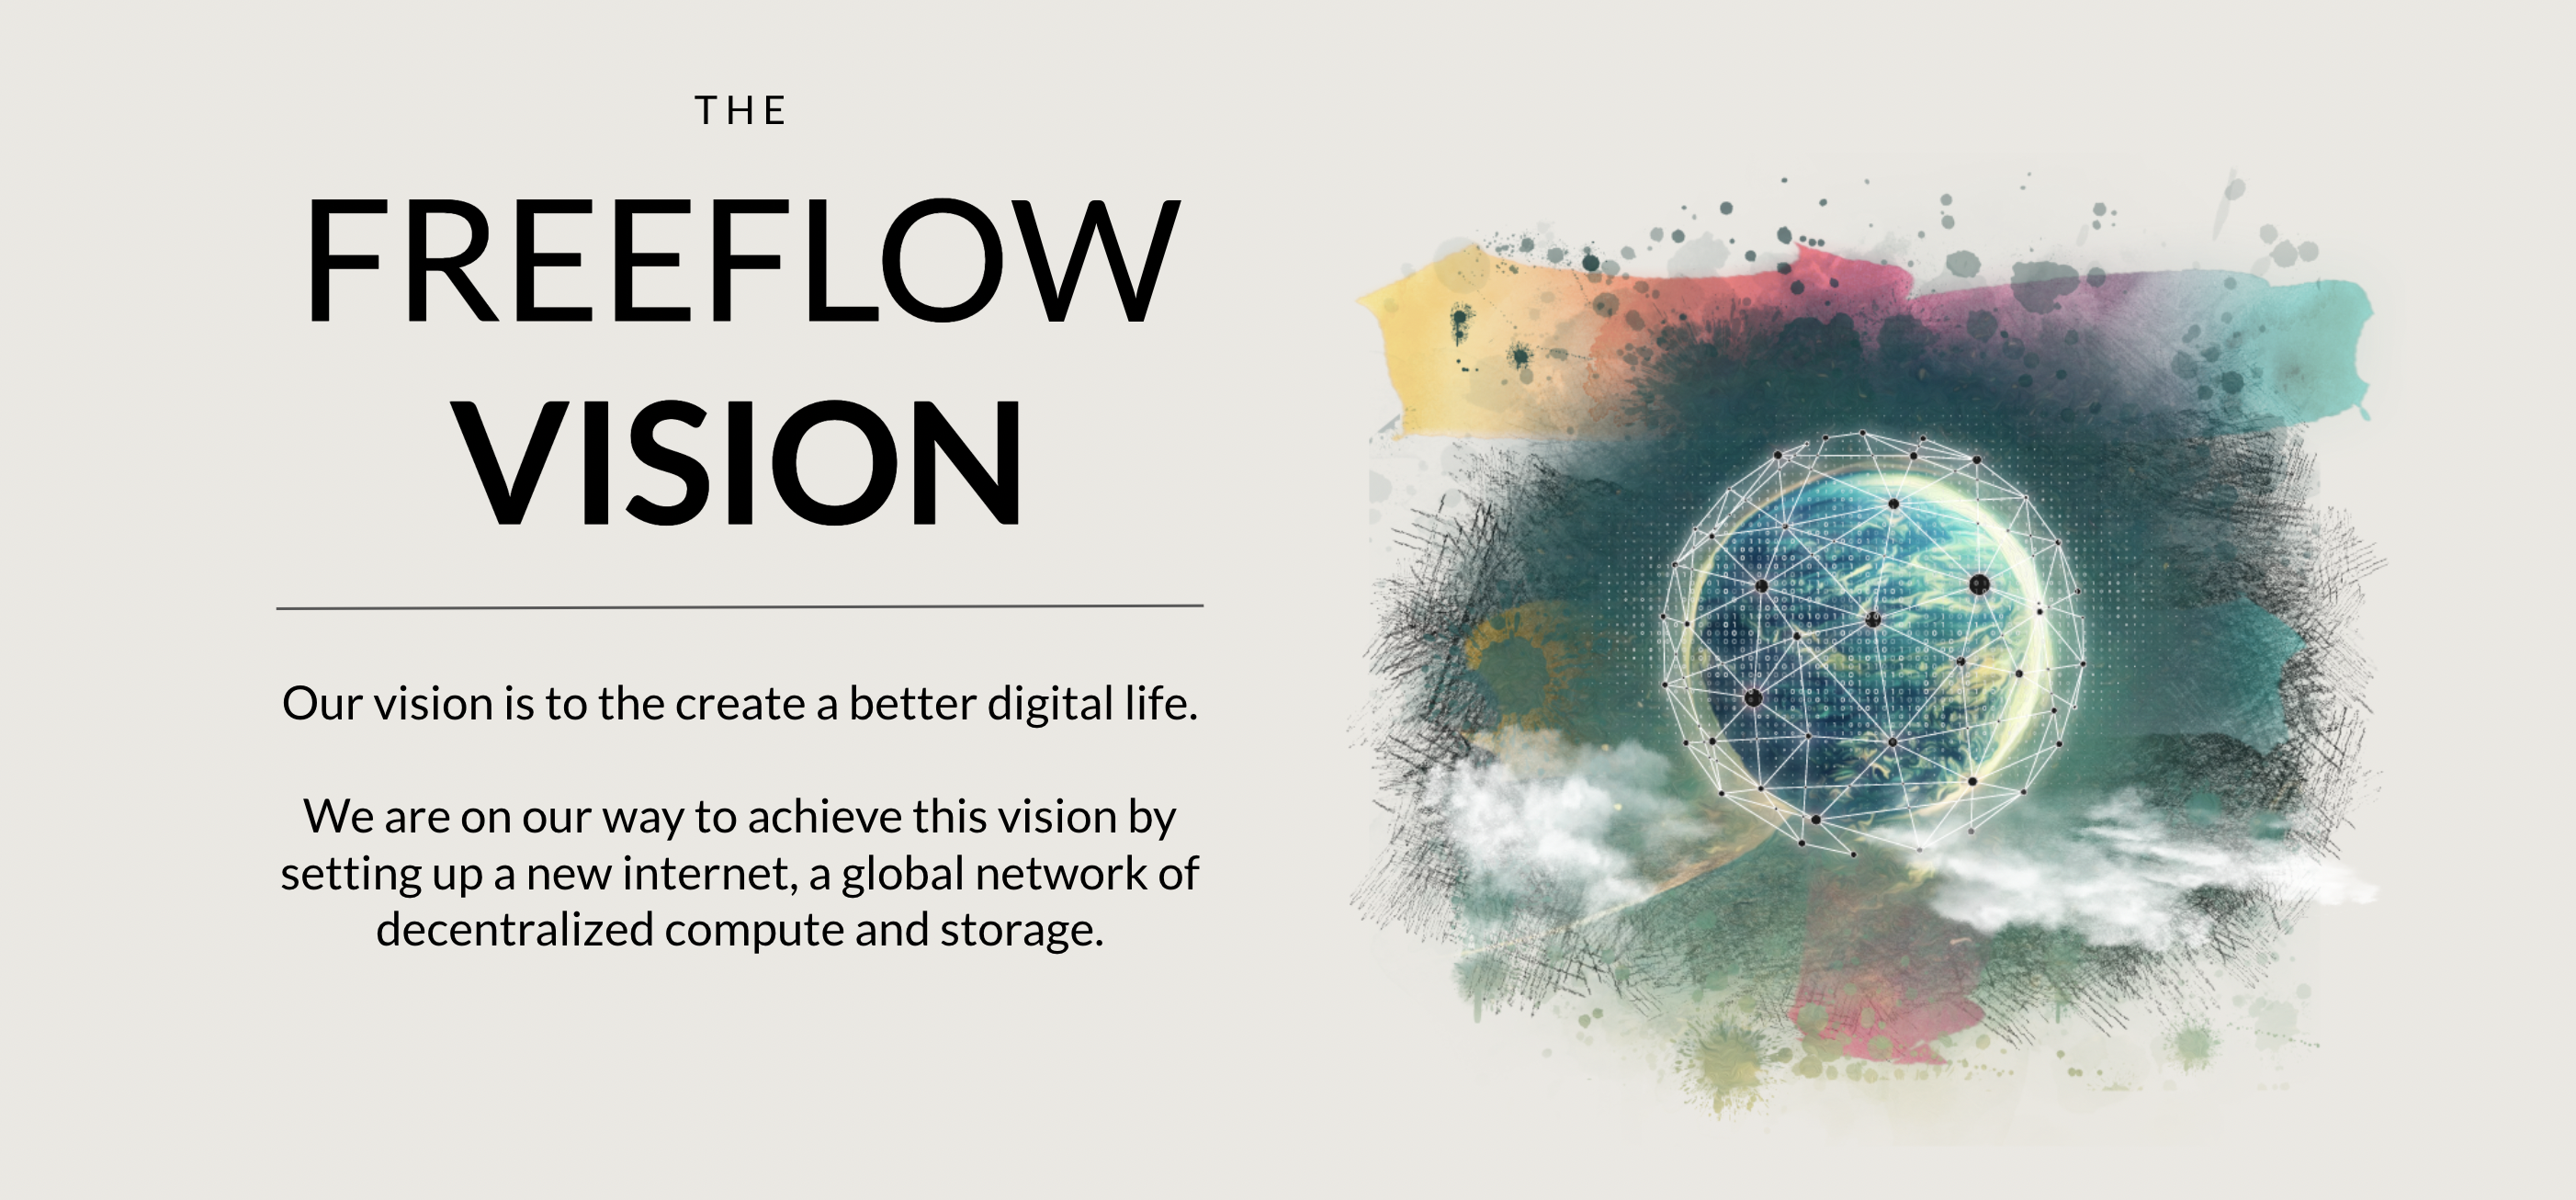 THE
FREEFLOW
VISION
Our vision is to the create a better digital life.
We are on our way to achieve this vision by
setting up a new internet, a global network of
decentralized compute and storage.